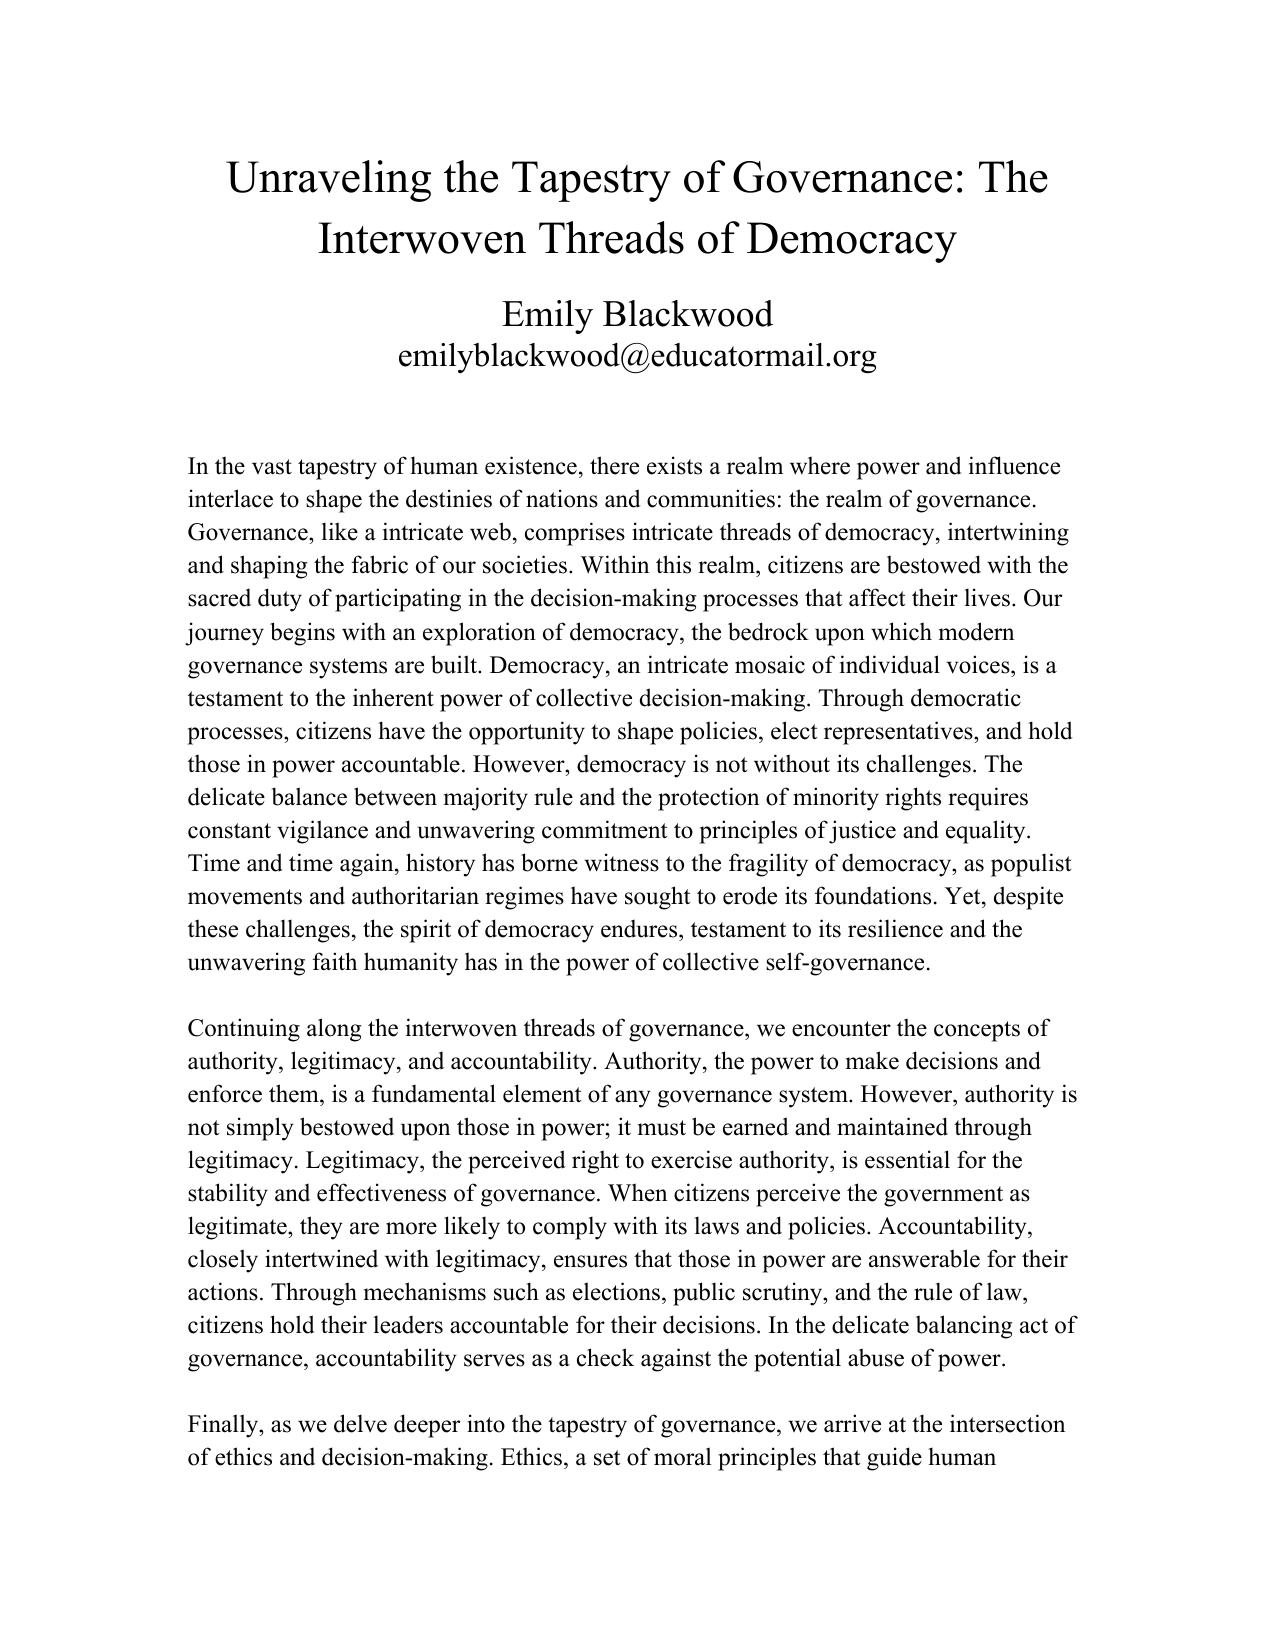 Unraveling the Tapestry of Governance: The
Interwoven Threads of Democracy
Emily Blackwood
emilyblackwood@educatormail.org
In the vast tapestry of human existence, there exists a realm where power and influence
interlace to shape the destinies of nations and communities: the realm of governance.
Governance, like a intricate web, comprises intricate threads of democracy, intertwining
and shaping the fabric of our societies. Within this realm, citizens are bestowed with the
sacred duty of participating in the decision-making processes that affect their lives. Our
journey begins with an exploration of democracy, the bedrock upon which modern
governance systems are built. Democracy, an intricate mosaic of individual voices, is a
testament to the inherent power of collective decision-making. Through democratic
processes, citizens have the opportunity to shape policies, elect representatives, and hold
those in power accountable. However, democracy is not without its challenges. The
delicate balance between majority rule and the protection of minority rights requires
constant vigilance and unwavering commitment to principles of justice and equality.
Time and time again, history has borne witness to the fragility of democracy, as populist
movements and authoritarian regimes have sought to erode its foundations. Yet, despite
these challenges, the spirit of democracy endures, testament to its resilience and the
unwavering faith humanity has in the power of collective self-governance.
Continuing along the interwoven threads of governance, we encounter the concepts of
authority, legitimacy, and accountability. Authority, the power to make decisions and
enforce them, is a fundamental element of any governance system. However, authority is
not simply bestowed upon those in power; it must be earned and maintained through
legitimacy. Legitimacy, the perceived right to exercise authority, is essential for the
stability and effectiveness of governance. When citizens perceive the government as
legitimate, they are more likely to comply with its laws and policies. Accountability,
closely intertwined with legitimacy, ensures that those in power are answerable for their
actions. Through mechanisms such as elections, public scrutiny, and the rule of law,
citizens hold their leaders accountable for their decisions. In the delicate balancing act of
governance, accountability serves as a check against the potential abuse of power.
Finally, as we delve deeper into the tapestry of governance, we arrive at the intersection
of ethics and decision-making. Ethics, a set of moral principles that guide human